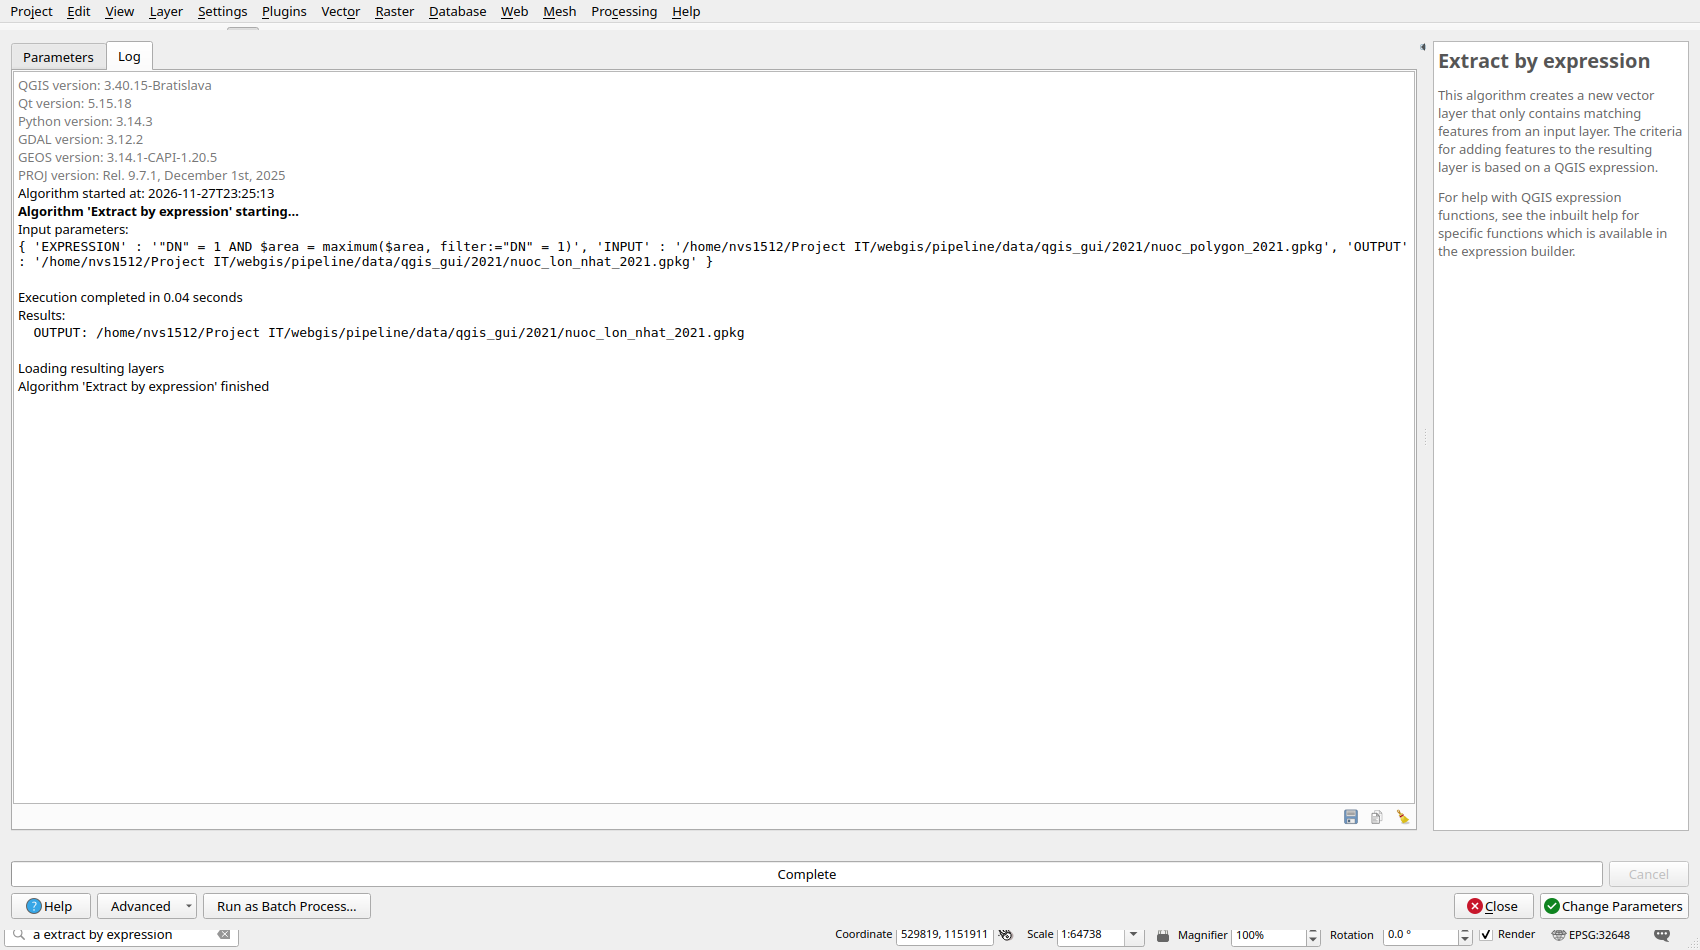 Project Edit View Layer Settings Plugins Vector Raster Database Web Mesh Processing Help
Parameters Log
QGIS version: 3.40.15-Bratislava
Qt version: 5.15.18
Python version: 3.14.3
GDAL version: 3.12.2
GEOS version: 3.14.1-CAPI-1.20.5
PROJ version: Rel. 9.7.1, December 1st, 2025
Algorithm started at: 2026-11-27T23:25:13
Algorithm 'Extract by expression' starting…
Input parameters:
{ 'EXPRESSION' : '"DN" = 1 AND $area = maximum($area, filter:="DN" = 1)', 'INPUT' : '/home/nvs1512/Project IT/webgis/pipeline/data/qgis_gui/2021/nuoc_polygon_2021.gpkg', 'OUTPUT'
: '/home/nvs1512/Project IT/webgis/pipeline/data/qgis_gui/2021/nuoc_lon_nhat_2021.gpkg' }
Execution completed in 0.04 seconds
Results:
OUTPUT: /home/nvs1512/Project IT/webgis/pipeline/data/qgis_gui/2021/nuoc_lon_nhat_2021.gpkg
Loading resulting layers
Algorithm 'Extract by expression' finished
Extract by expression
This algorithm creates a new vector
layer that only contains matching
features from an input layer. The criteria
for adding features to the resulting
layer is based on a QGIS expression.
For help with QGIS expression
functions, see the inbuilt help for
specific functions which is available in
the expression builder.
Complete
Cancel
Help Advanced Run as Batch Process… Close Change Parameters
a extract by expression Coordinate 529819, 1151911 Scale 1:64738 Magnifier 100% Rotation 0.0 ° Render EPSG:32648